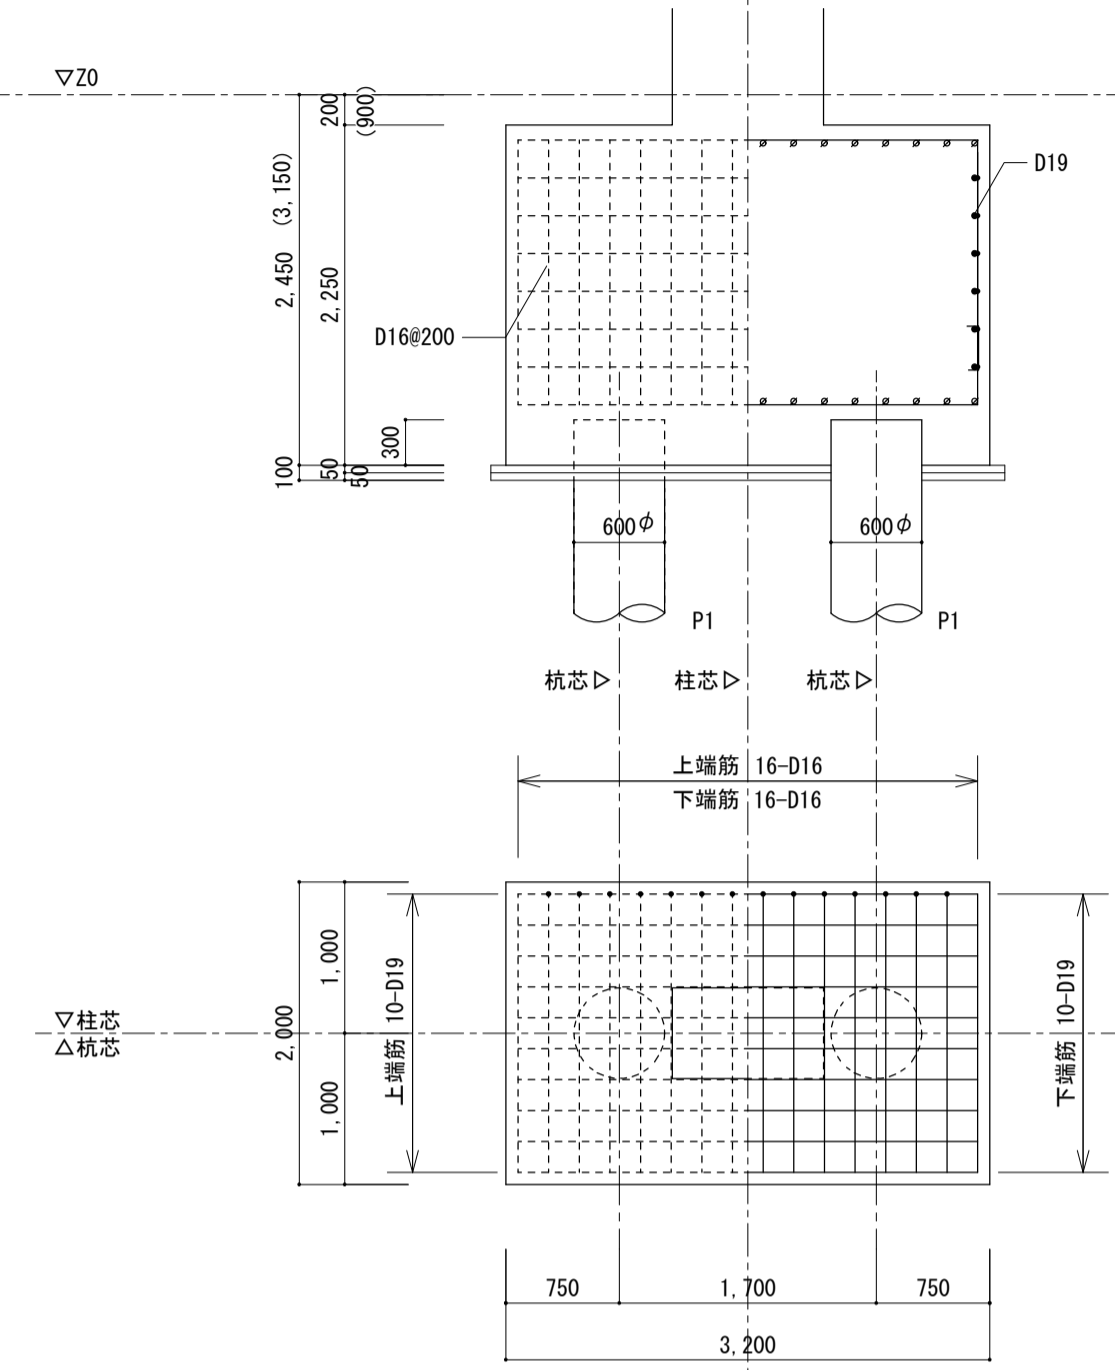 ▽Z0
200
(900)
2,450 (3,150)
2,250
D19
D16@200
300
100
50
50
600φ
600φ
P1
P1
杭芯▷
柱芯▷
杭芯▷
上端筋 16-D16
下端筋 16-D16
1,000
2,000
1,000
▽柱芯
△杭芯
上端筋 10-D19
下端筋 10-D19
750
1,700
750
3,200